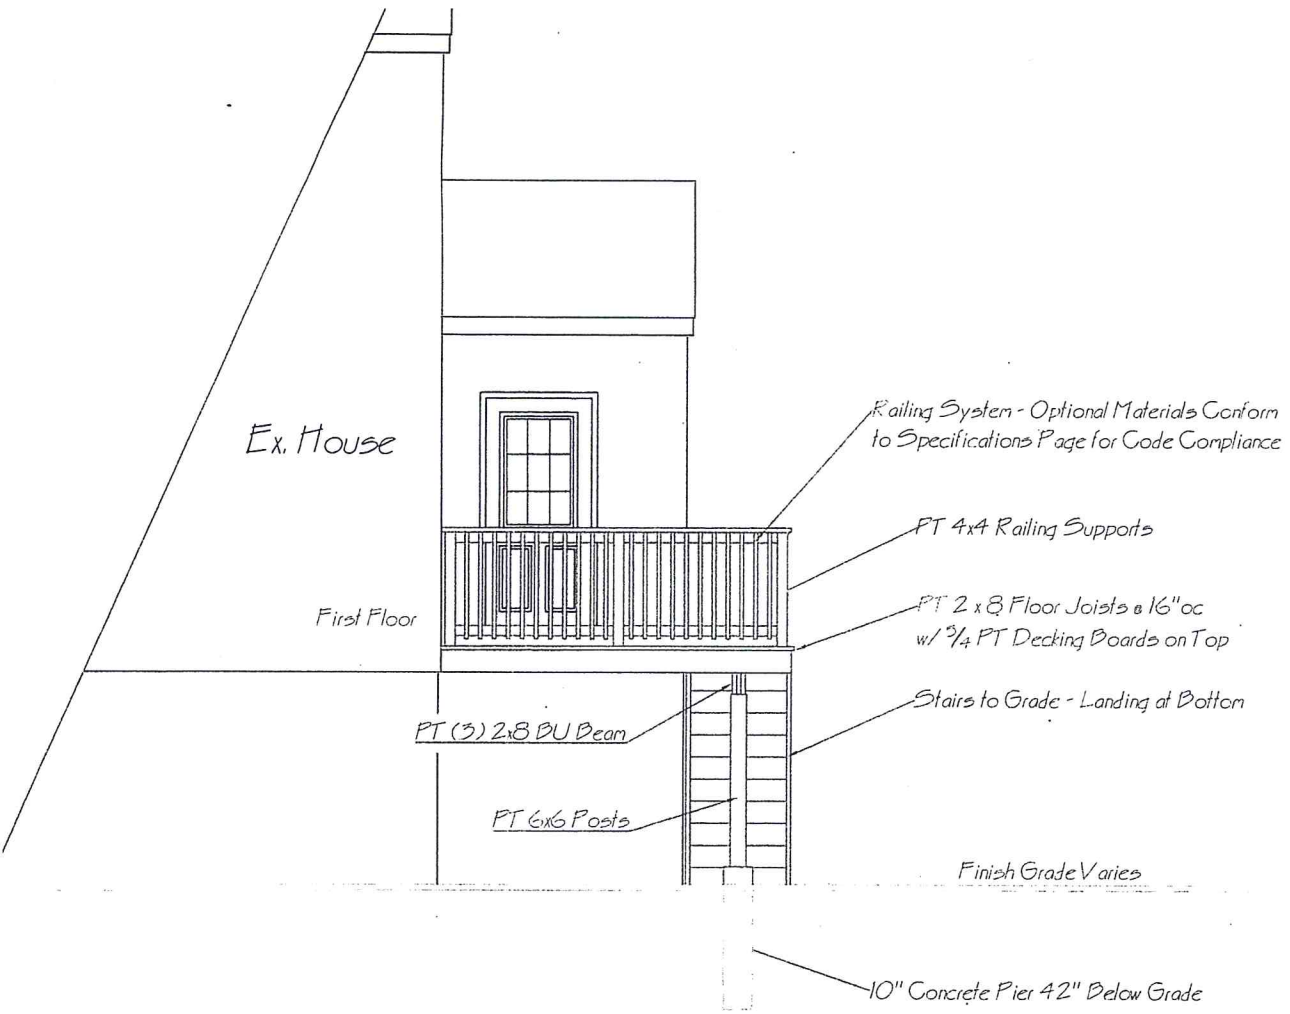 Ex. House
Railing System - Optional Materials Conform
to Specifications Page for Code Compliance
PT 4x4 Railing Supports
First Floor
PT 2 x 8 Floor Joists @ 16"oc
w/ 3/4 PT Decking Boards on Top
Stairs to Grade - Landing at Bottom
PT (3) 2x8 BU Beam
PT 6x6 Posts
Finish Grade Varies
10" Concrete Pier 42" Below Grade